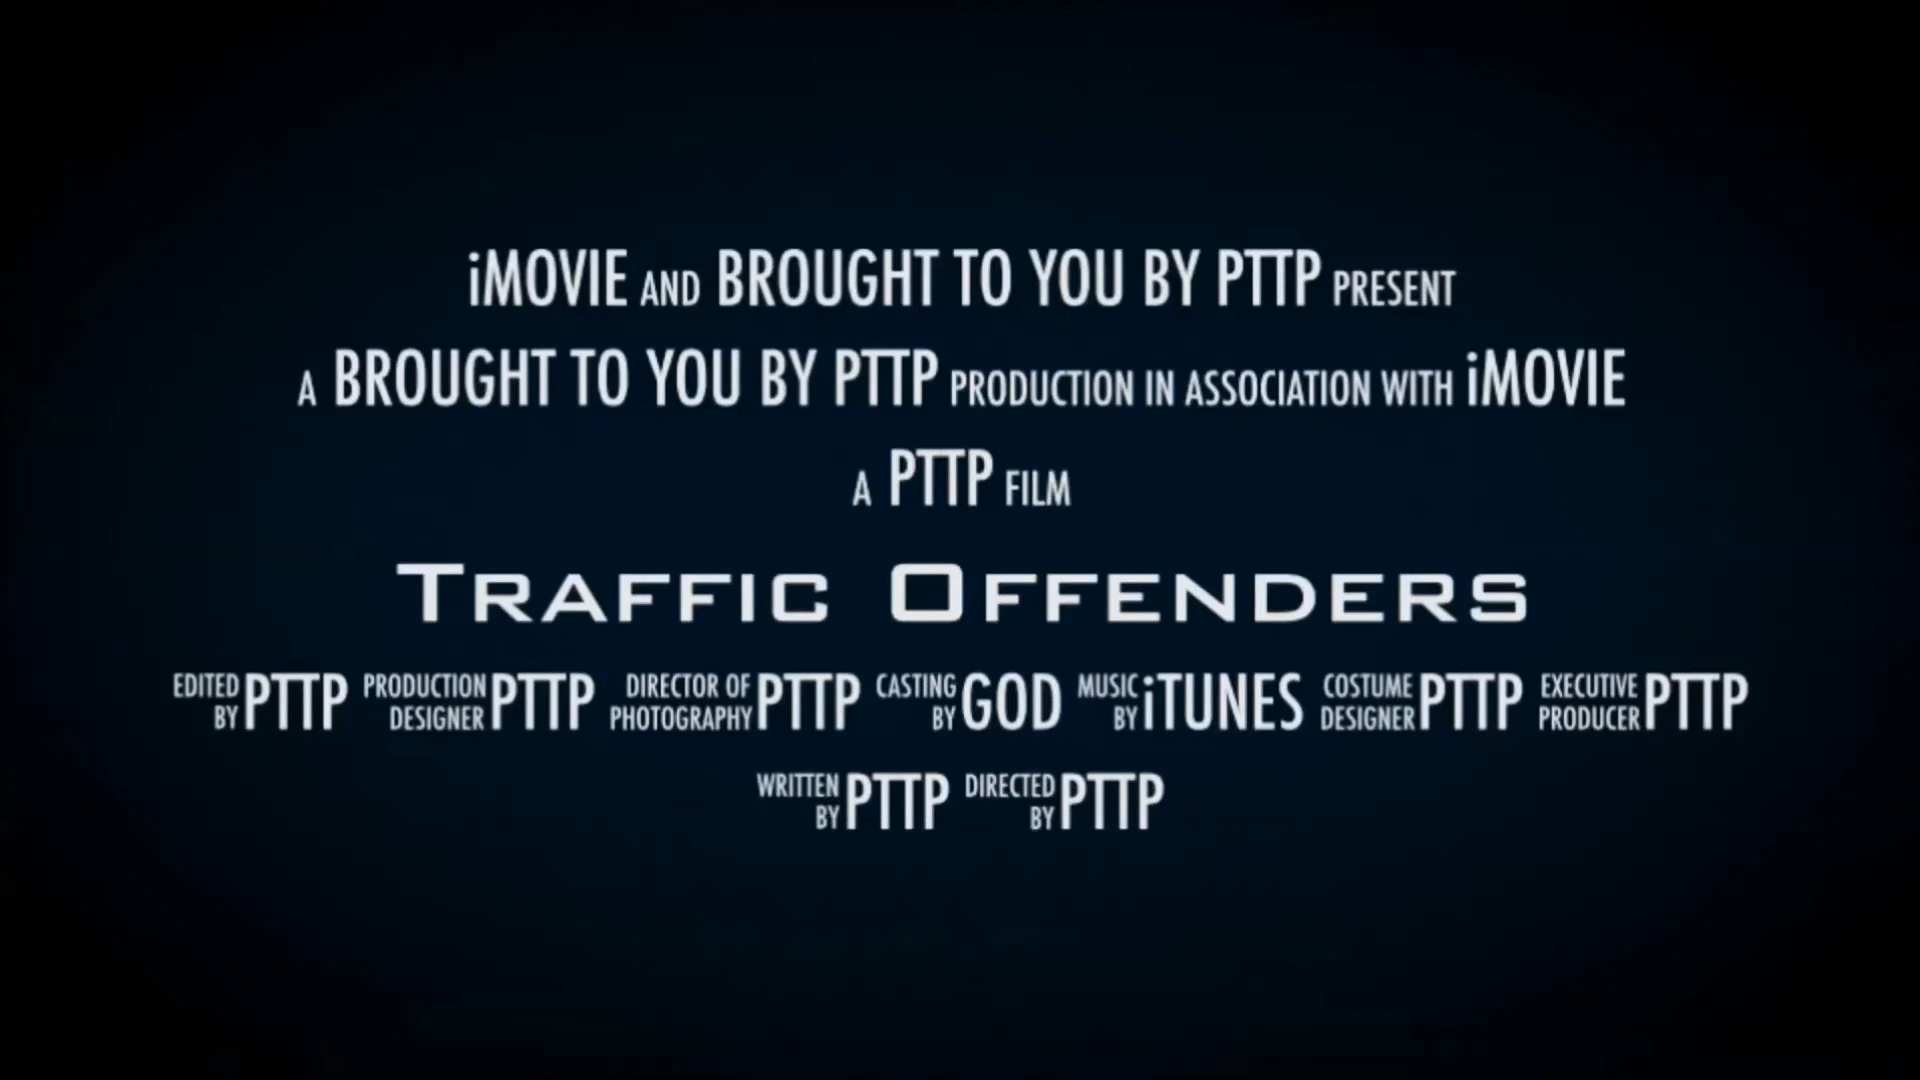 iMOVIE AND BROUGHT TO YOU BY PTTP PRESENT
A BROUGHT TO YOU BY PTTP PRODUCTION IN ASSOCIATION WITH iMOVIE
A PTTP FILM
TRAFFIC OFFENDERS
EDITED BY PTTP PRODUCTION DESIGNER PTTP DIRECTOR OF PHOTOGRAPHY PTTP CASTING BY GOD MUSIC BY iTUNES COSTUME DESIGNER PTTP EXECUTIVE PRODUCER PTTP
WRITTEN BY PTTP DIRECTED BY PTTP